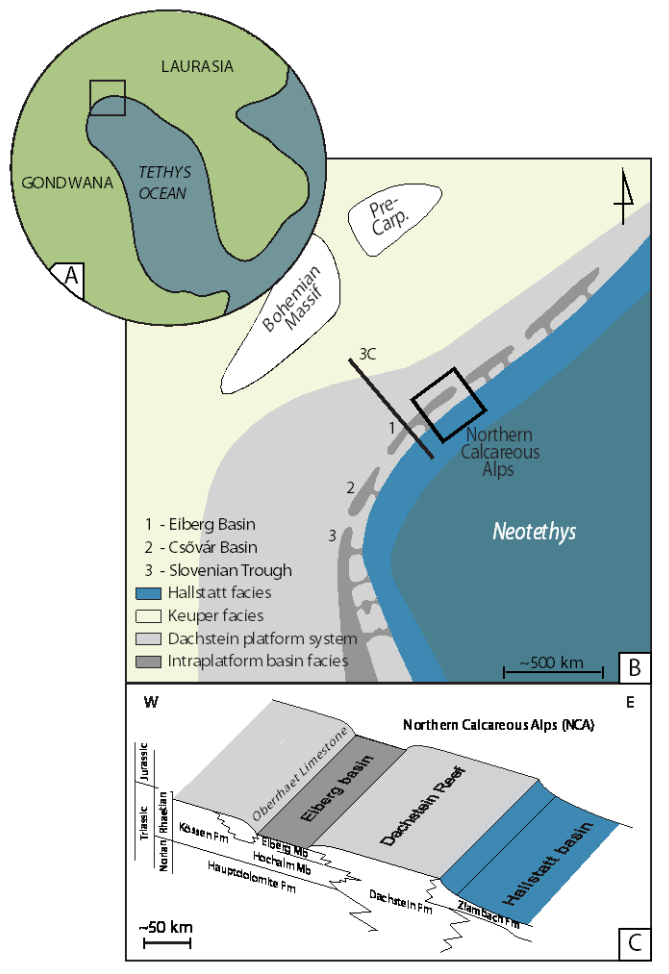 LAURASIA
GONDWANA
TETHYS
OCEAN
A
Pre-
Carp.
Bohemian
Massif
3C
1
Northern
Calcareous
Alps
2
3
Neotethys
1 - Eiberg Basin
2 - Csővár Basin
3 - Slovenian Trough
Hallstatt facies
Keuper facies
Dachstein platform system
Intraplatform basin facies
~500 km
B
W
E
Northern Calcareous Alps (NCA)
Oberrhaet Limestone
Eiberg basin
Dachstein Reef
Hallstatt basin
Jurassic
Triassic
Rhaetian
Norian
Kössen Fm
Eiberg Mb
Hochalm Mb
Hauptdolomite Fm
Dachstein Fm
Zlambach Fm
~50 km
C